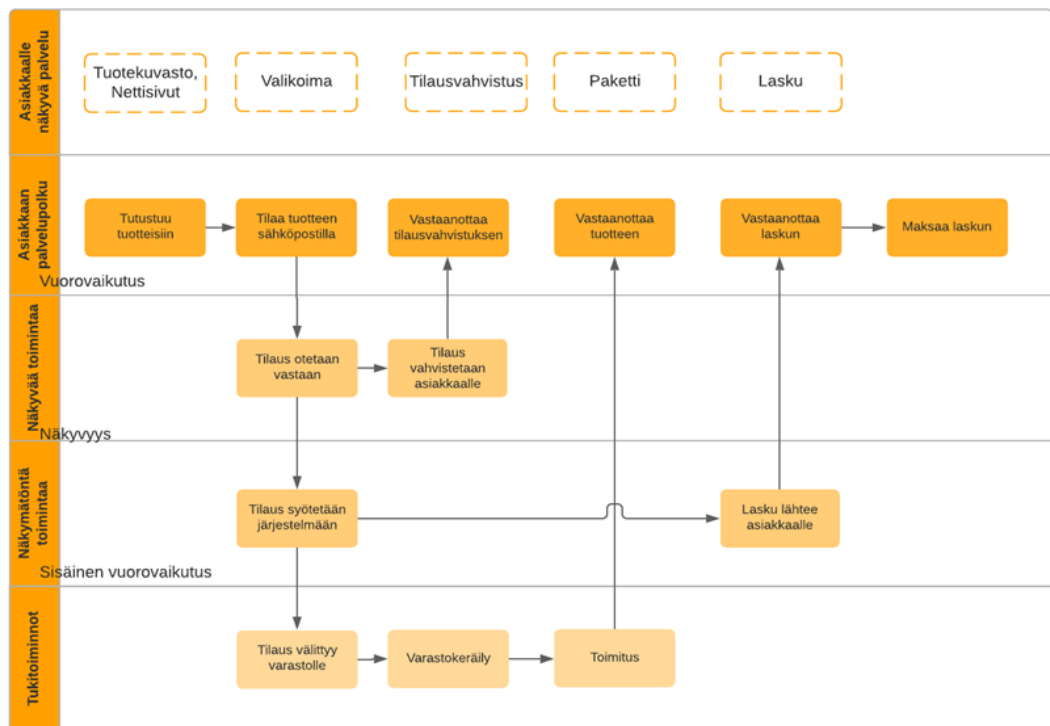 Asiakkaalle
näkyvä palvelu
Tuotekuvasto,
Nettisivut
Valikoima
Tilausvahvistus
Paketti
Lasku
Asiakkaan
palvelupolku
Tutustuu
tuotteisiin
Tilaa tuotteen
sähköpostilla
Vastaanottaa
tilausvahvistuksen
Vastaanottaa
tuotteen
Vastaanottaa
laskun
Maksaa laskun
Vuorovaikutus
Näkyvää toimintaa
Tilaus otetaan
vastaan
Tilaus
vahvistetaan
asiakkaalle
Näkyvyys
Näkymätöntä
toimintaa
Tilaus syötetään
järjestelmään
Lasku lähtee
asiakkaalle
Sisäinen vuorovaikutus
Tukitoiminnot
Tilaus välittyy
varastolle
Varastokeräily
Toimitus